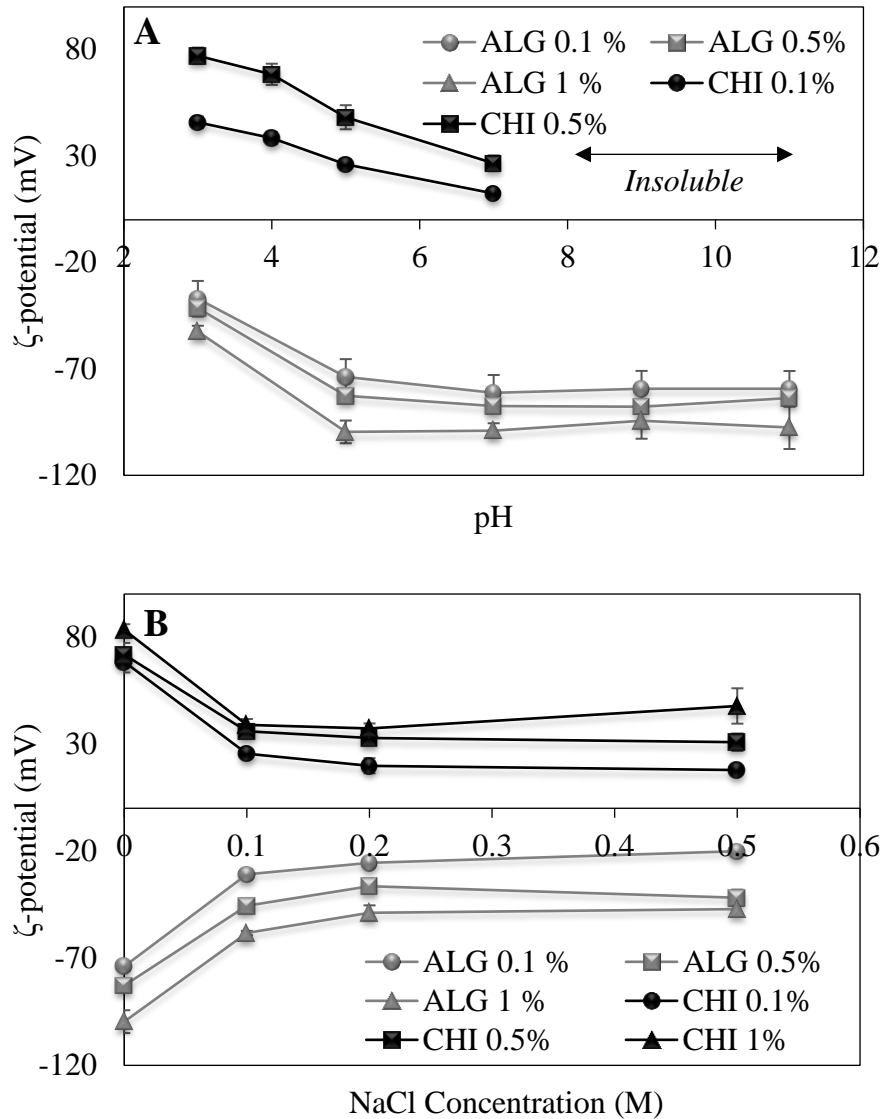 A
ALG 0.1 %
ALG 0.5%
ALG 1 %
CHI 0.1%
CHI 0.5%
Insoluble
80
30
-20
-70
-120
ζ-potential (mV)
2 4 6 8 10 12
pH
B
80
30
-20
-70
-120
ζ-potential (mV)
0 0.1 0.2 0.3 0.4 0.5 0.6
ALG 0.1 %
ALG 0.5%
ALG 1 %
CHI 0.1%
CHI 0.5%
CHI 1%
NaCl Concentration (M)